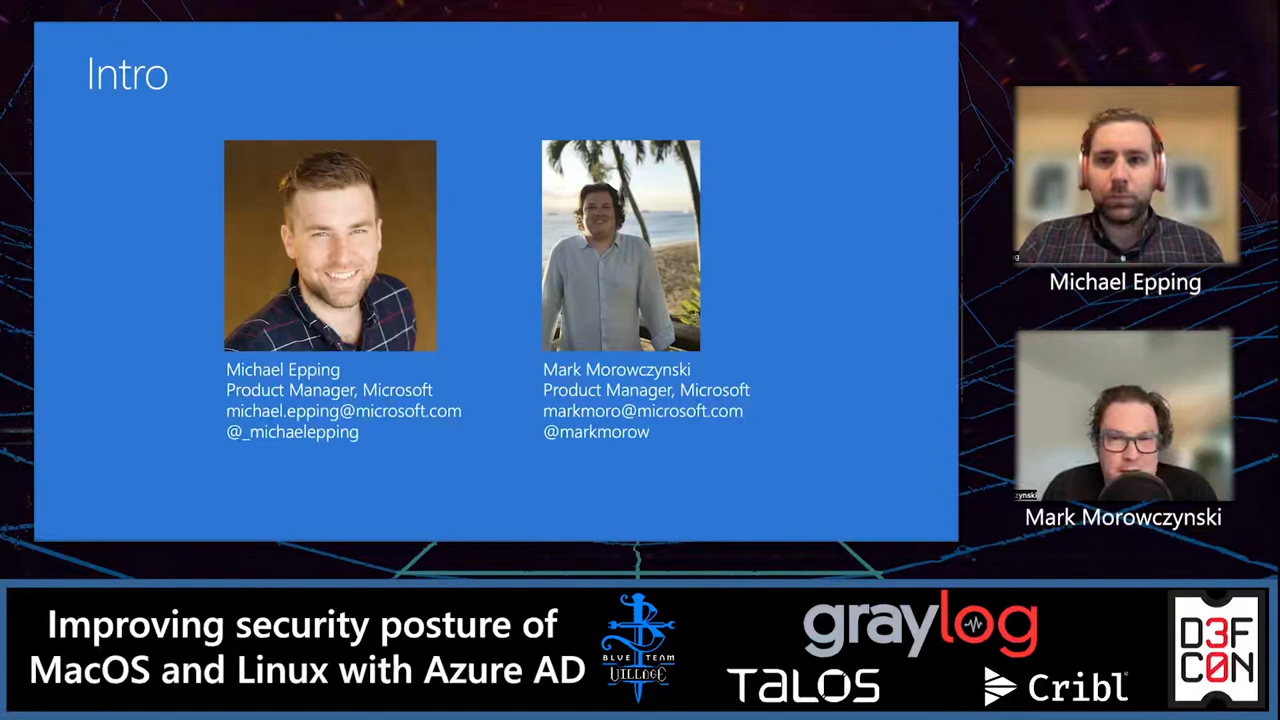 Intro
Michael Epping
Product Manager, Microsoft
michael.epping@microsoft.com
@_michaelepping
Mark Morowczynski
Product Manager, Microsoft
markmoro@microsoft.com
@markmorow
g
Michael Epping
zynski
Mark Morowczynski
Improving security posture of
MacOS and Linux with Azure AD
BLUE TEAM
VILLAGE
graylog
TALOS
Cribl
D3F
C0N